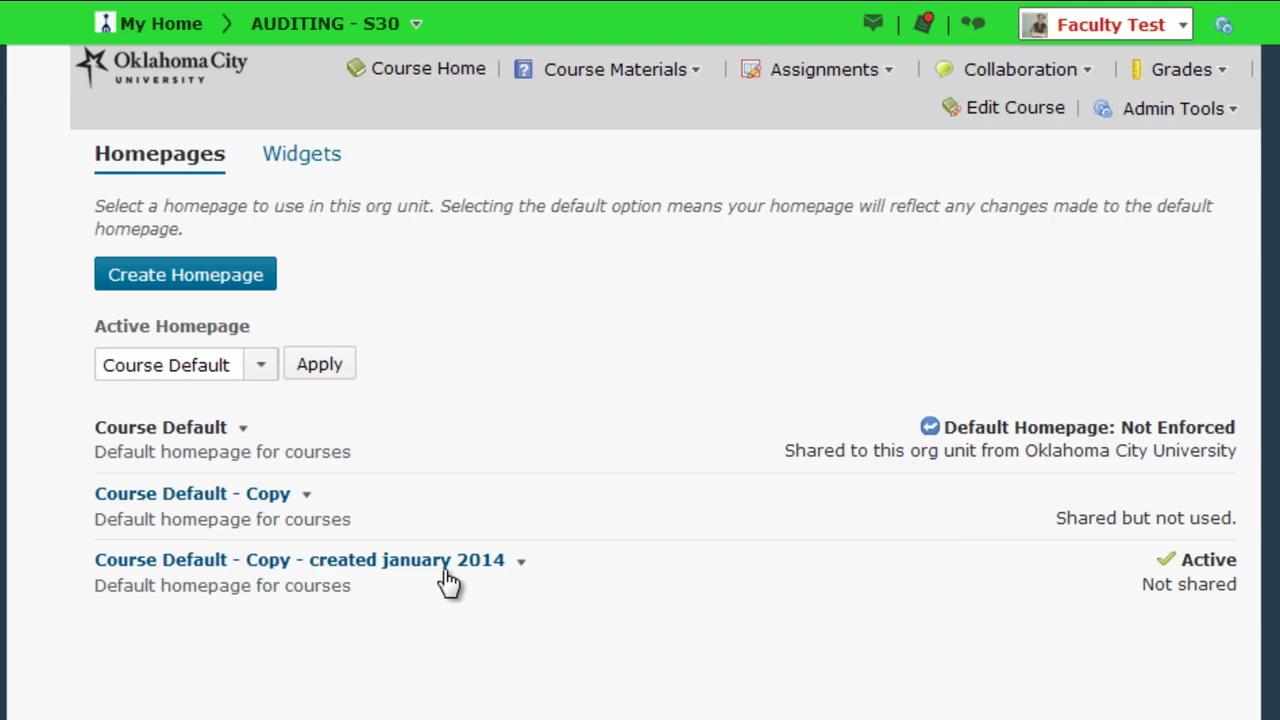 My Home AUDITING - S30 Faculty Test
Oklahoma City
UNIVERSITY
Course Home Course Materials Assignments Collaboration Grades
Edit Course Admin Tools
Homepages Widgets
Select a homepage to use in this org unit. Selecting the default option means your homepage will reflect any changes made to the default
homepage.
Create Homepage
Active Homepage
Course Default Apply
Course Default Default Homepage: Not Enforced
Default homepage for courses Shared to this org unit from Oklahoma City University
Course Default - Copy
Default homepage for courses Shared but not used.
Course Default - Copy - created january 2014 Active
Default homepage for courses Not shared